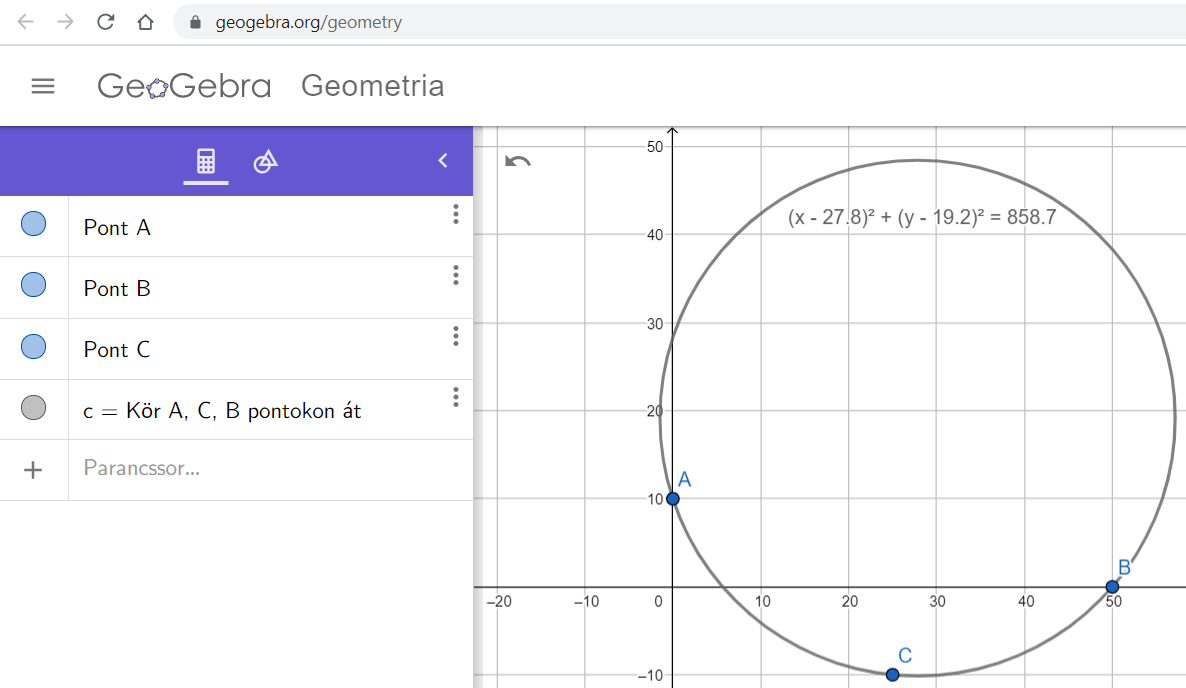 geogebra.org/geometry
GeoGebra Geometria
Pont A
Pont B
Pont C
c = Kör A, C, B pontokon át
Parancssor...
50
(x - 27.8)² + (y - 19.2)² = 858.7
40
30
20
A
10
B
–20 –10 0 10 20 30 40 50
C
–10